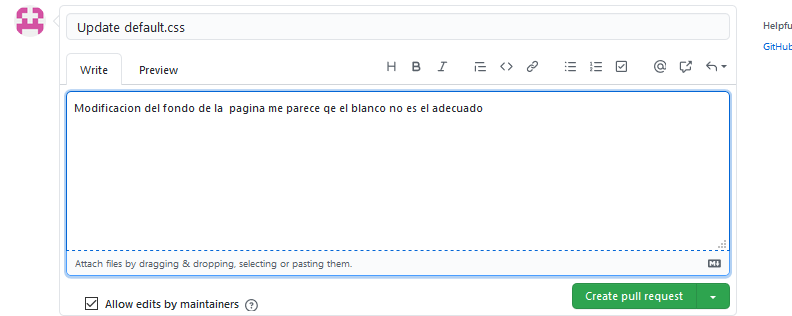 Update default.css
Helpfu
Write
Preview
H B I
GitHub
Modificacion del fondo de la  pagina me parece qe el blanco no es el adecuado
Attach files by dragging & dropping, selecting or pasting them.
Allow edits by maintainers
Create pull request